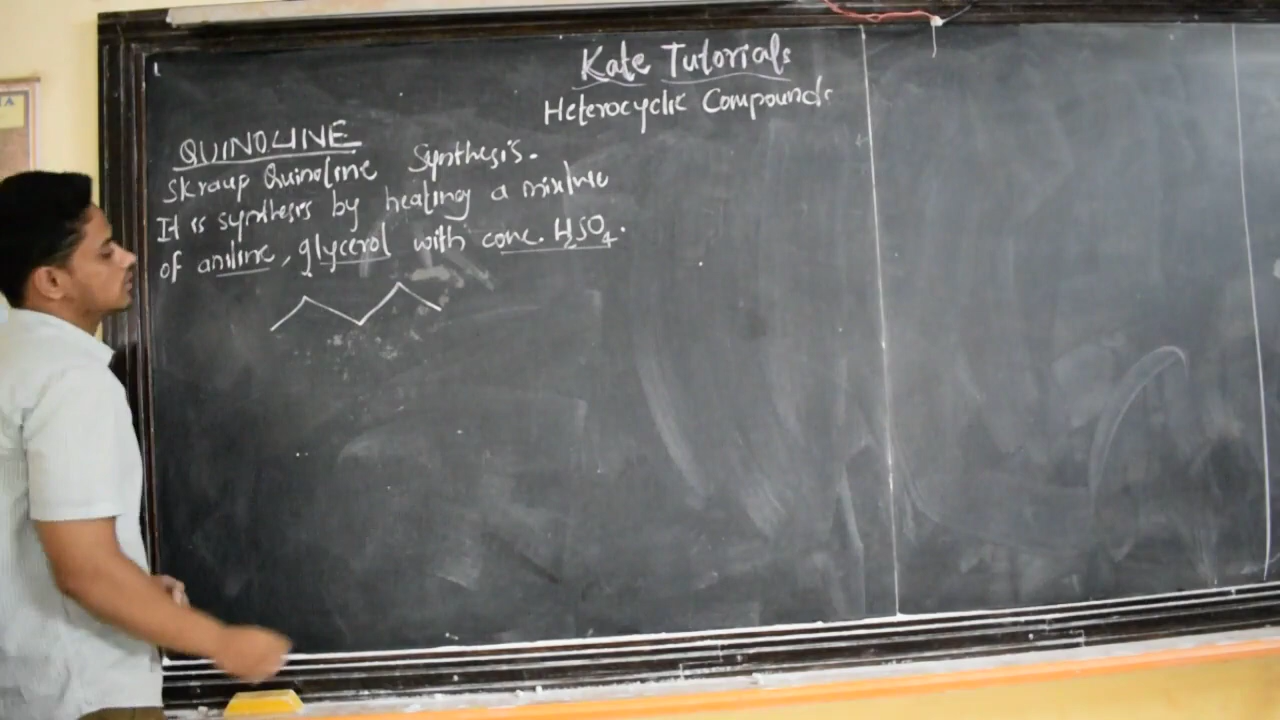 Kate Tutorials
Heterocyclic Compounds
QUINOLINE
Skraup Quinoline Synthesis.
It is synthesis by heating a mixture
of aniline, glycerol with conc. H₂SO₄.
A